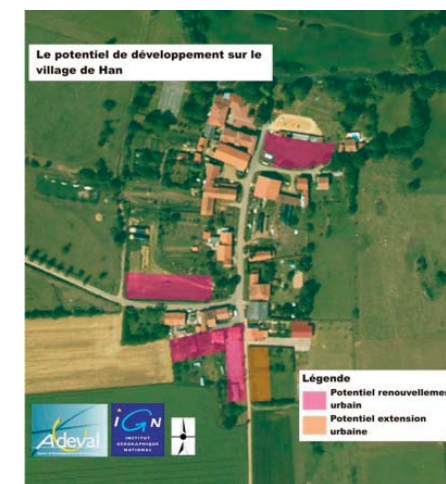 Le potentiel de développement sur le
village de Han
Légende
Potentiel renouvellement
urbain
Potentiel extension
urbaine
Adeval
IGN
INSTITUT
GÉOGRAPHIQUE
NATIONAL